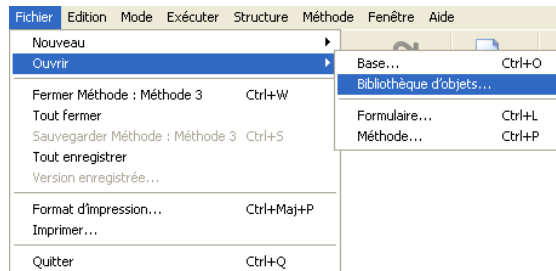 Fichier Edition Mode Exécuter Structure Méthode Fenêtre Aide
Nouveau
Ouvrir
Fermer Méthode : Méthode 3 Ctrl+W
Tout fermer
Sauvegarder Méthode : Méthode 3 Ctrl+S
Tout enregistrer
Version enregistrée...
Format d'impression... Ctrl+Maj+P
Imprimer...
Quitter Ctrl+Q
Base... Ctrl+O
Bibliothèque d'objets...
Formulaire... Ctrl+L
Méthode... Ctrl+P